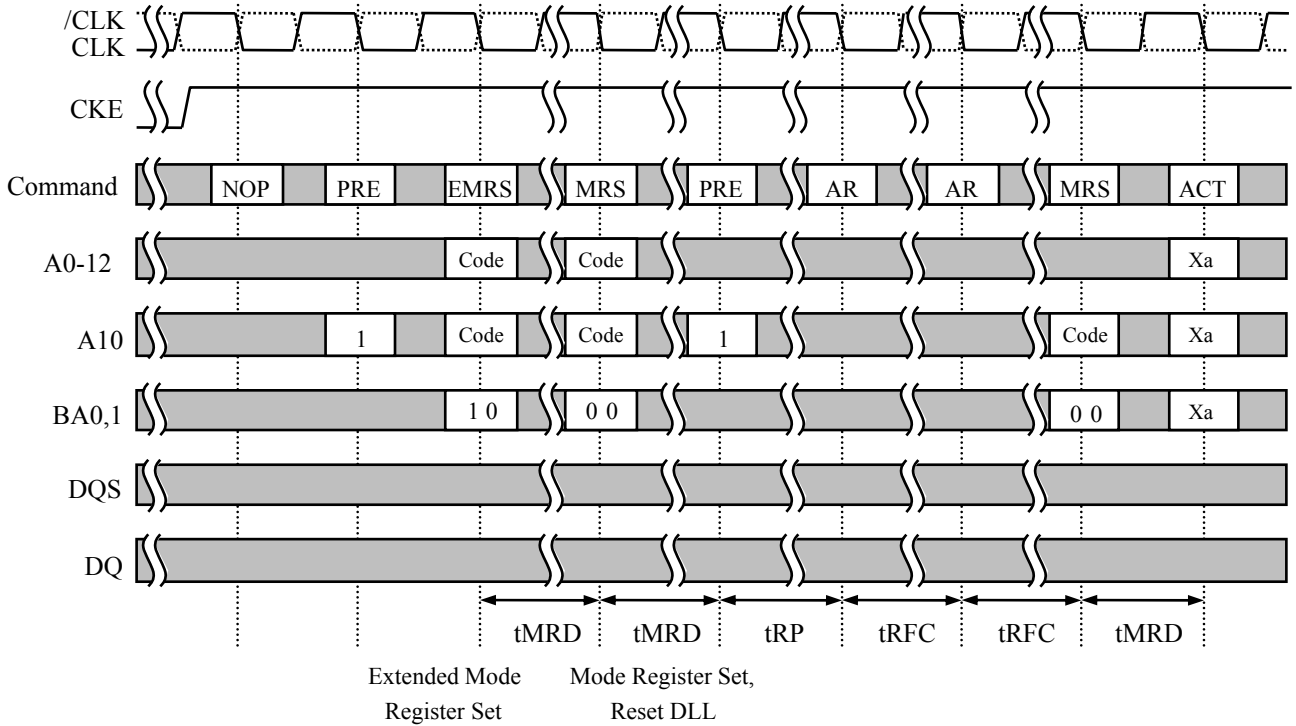 /CLK
CLK
CKE
Command NOP PRE EMRS MRS PRE AR AR MRS ACT
A0-12 Code Code Xa
A10 1 Code Code 1 Code Xa
BA0,1 1 0 0 0 0 0 Xa
DQS
DQ
tMRD tMRD tRP tRFC tRFC tMRD
Extended Mode Register Set
Mode Register Set, Reset DLL